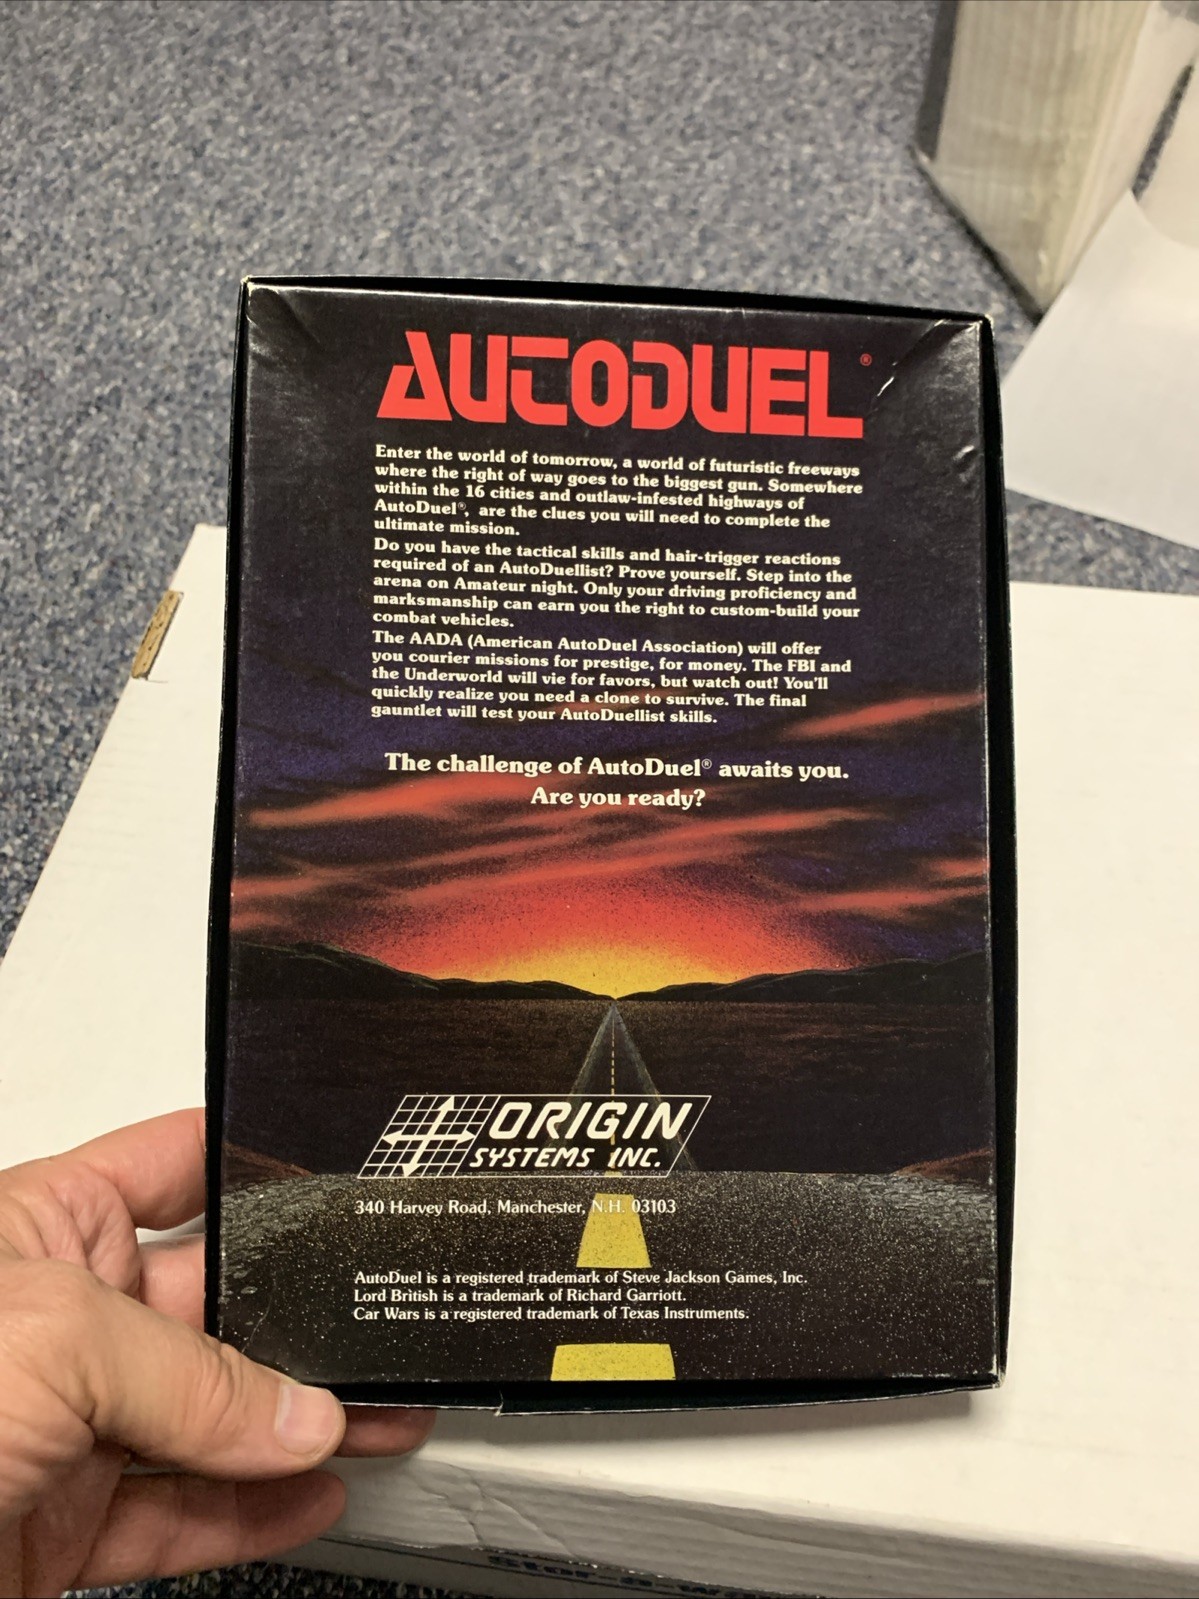 AUTODUEL®
Enter the world of tomorrow, a world of futuristic freeways
where the right of way goes to the biggest gun. Somewhere
within the 16 cities and outlaw-infested highways of
AutoDuel®, are the clues you will need to complete the
ultimate mission.
Do you have the tactical skills and hair-trigger reactions
required of an AutoDuellist? Prove yourself. Step into the
arena on Amateur night. Only your driving proficiency and
marksmanship can earn you the right to custom-build your
combat vehicles.
The AADA (American AutoDuel Association) will offer
you courier missions for prestige, for money. The FBI and
the Underworld will vie for favors, but watch out! You'll
quickly realize you need a clone to survive. The final
gauntlet will test your AutoDuellist skills.
The challenge of AutoDuel® awaits you.
Are you ready?
ORIGIN
SYSTEMS INC.
340 Harvey Road, Manchester, N.H. 03103
AutoDuel is a registered trademark of Steve Jackson Games, Inc.
Lord British is a trademark of Richard Garriott.
Car Wars is a registered trademark of Texas Instruments.